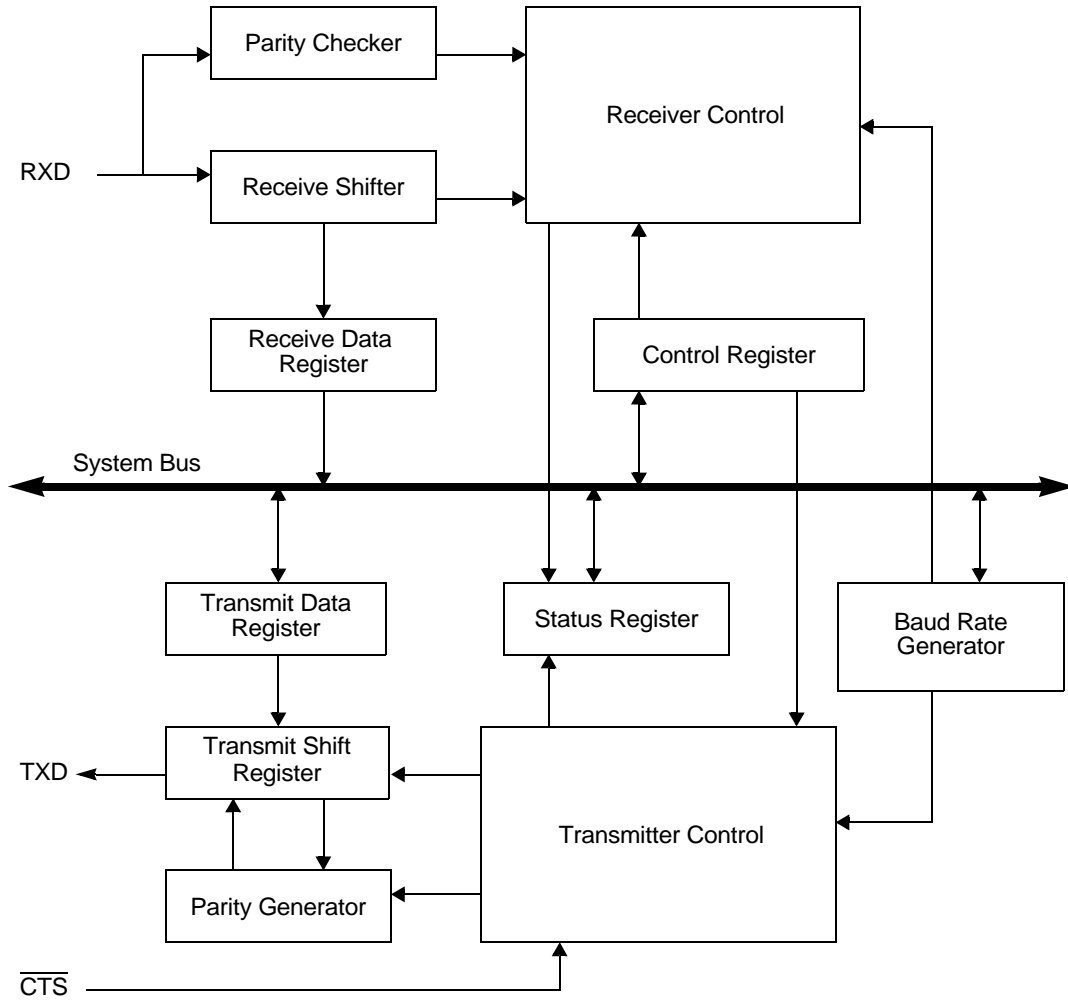 Parity Checker
Receiver Control
RXD
Receive Shifter
Receive Data
Register
Control Register
System Bus
Transmit Data
Register
Status Register
Baud Rate
Generator
Transmit Shift
Register
TXD
Transmitter Control
Parity Generator
C̅T̅S̅